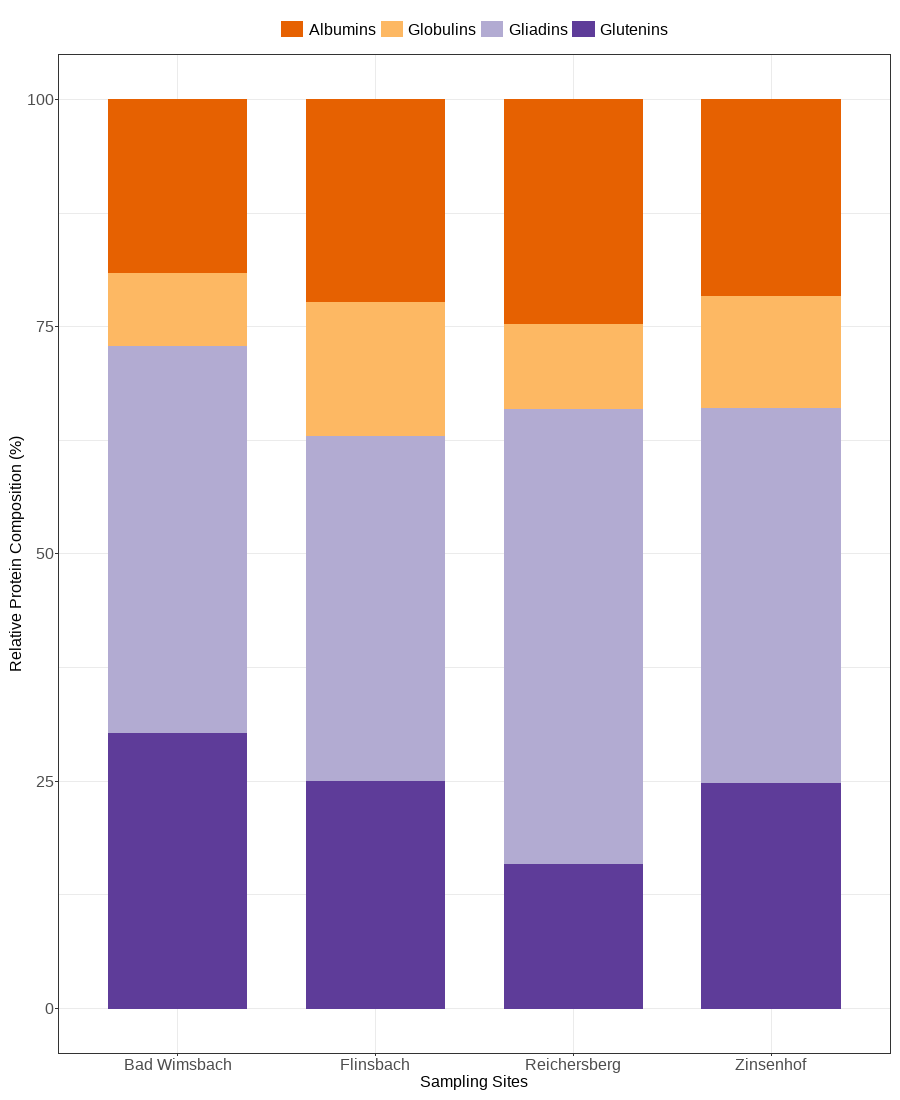 Albumins Globulins Gliadins Glutenins
Relative Protein Composition (%)
100
75
50
25
0
Bad Wimsbach Flinsbach Reichersberg Zinsenhof
Sampling Sites